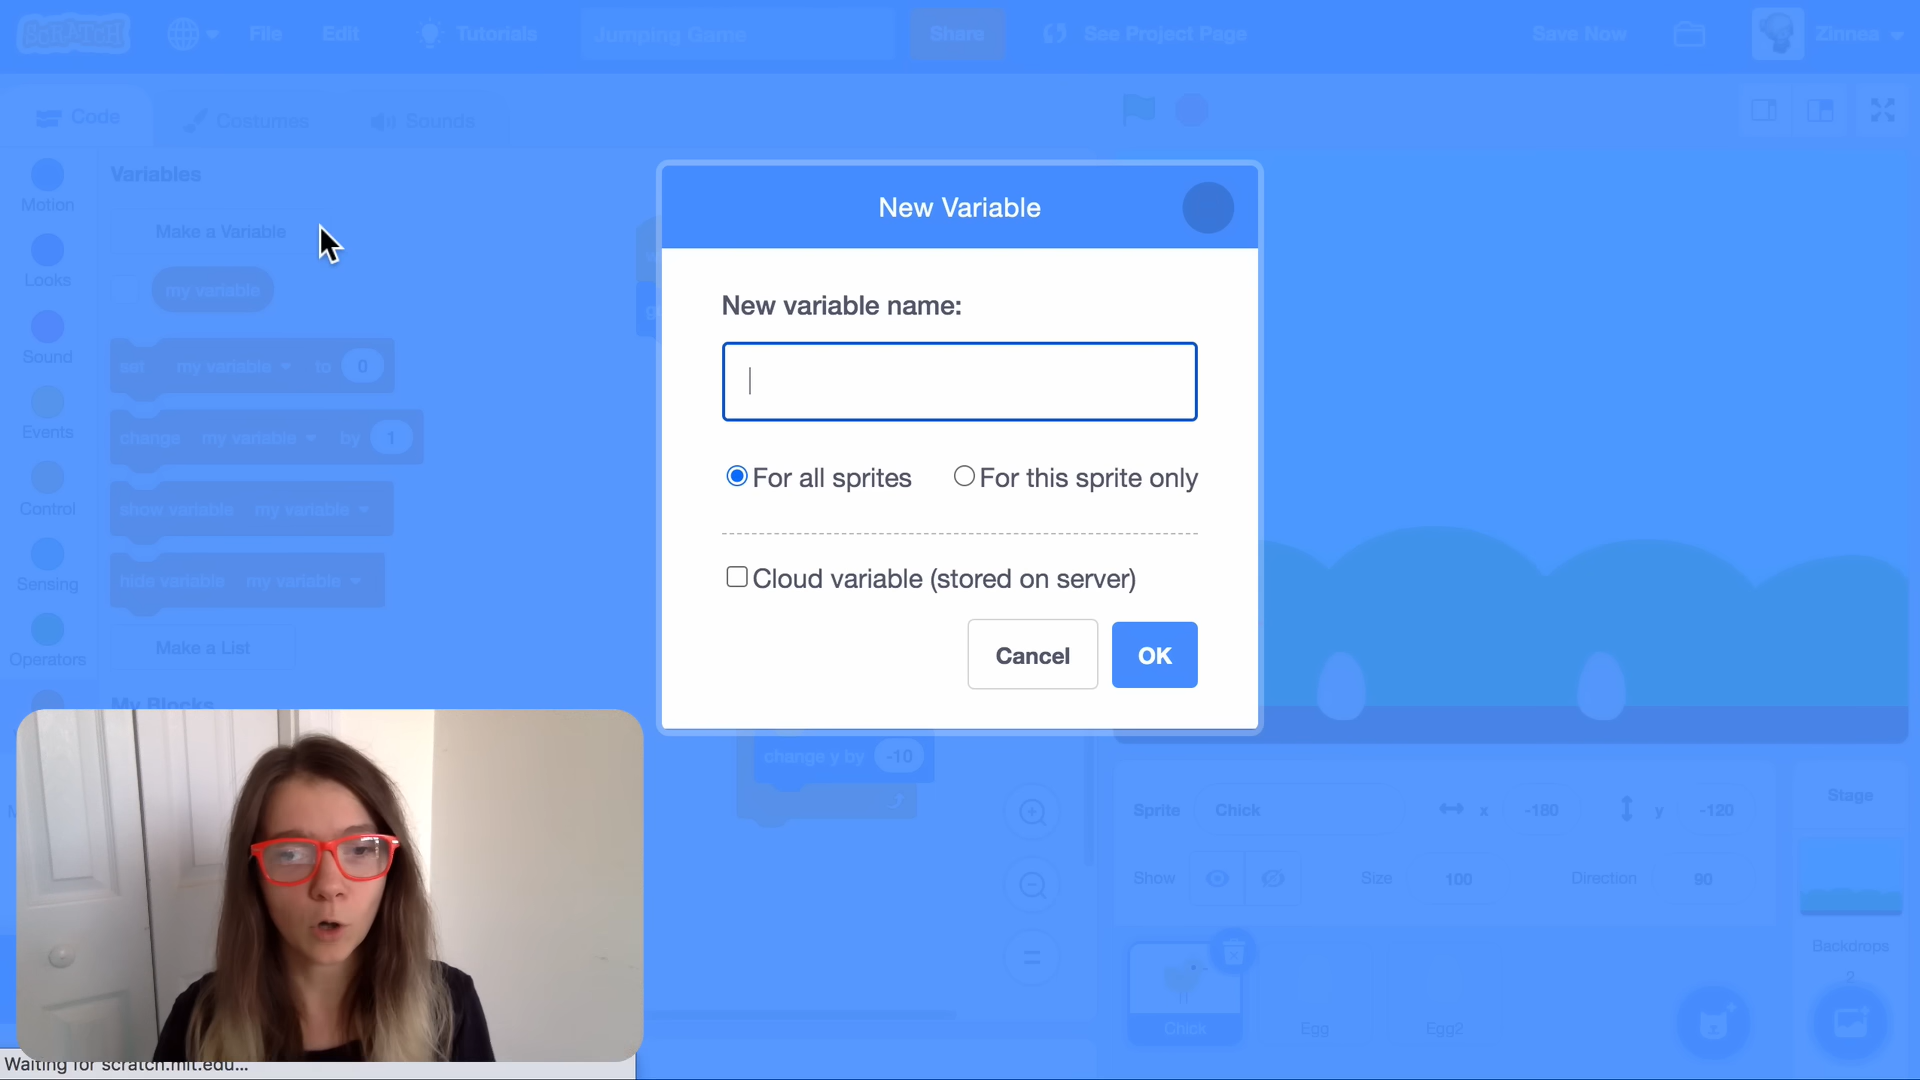 SCRATCH
File
Edit
Tutorials
Jumping Game
Share
See Project Page
Save Now
Zinnea
Code
Costumes
Sounds
Motion
Looks
Sound
Events
Control
Sensing
Operators
Variables
Make a Variable
my variable
set my variable to 0
change my variable by 1
show variable my variable
hide variable my variable
Make a List
My Blocks
New Variable
New variable name:
For all sprites
For this sprite only
Cloud variable (stored on server)
Cancel
OK
change y by -10
Sprite
Chick
x -180
y -120
Show
Size 100
Direction 90
Chick
Egg
Egg2
Stage
Backdrops
2
Waiting for scratch.mit.edu...